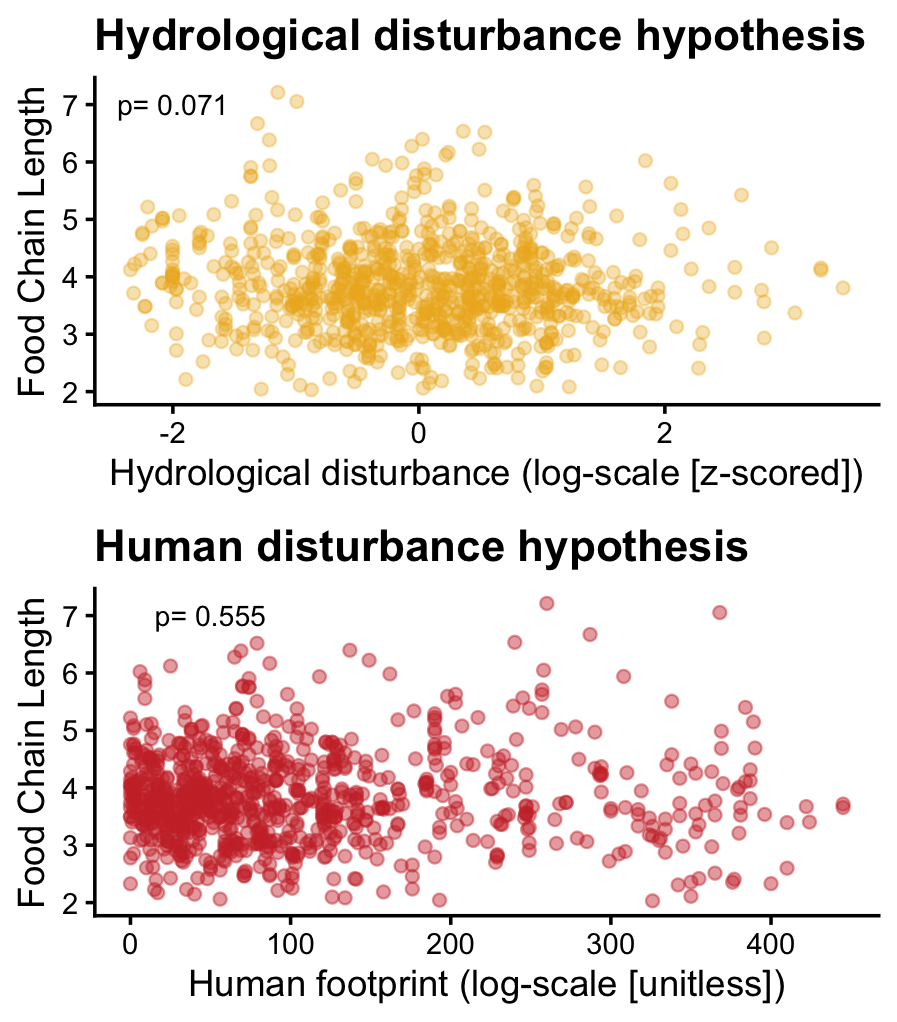 Hydrological disturbance hypothesis
p= 0.071
Food Chain Length
7
6
5
4
3
2
-2 0 2
Hydrological disturbance (log-scale [z-scored])
Human disturbance hypothesis
p= 0.555
Food Chain Length
7
6
5
4
3
2
0 100 200 300 400
Human footprint (log-scale [unitless])